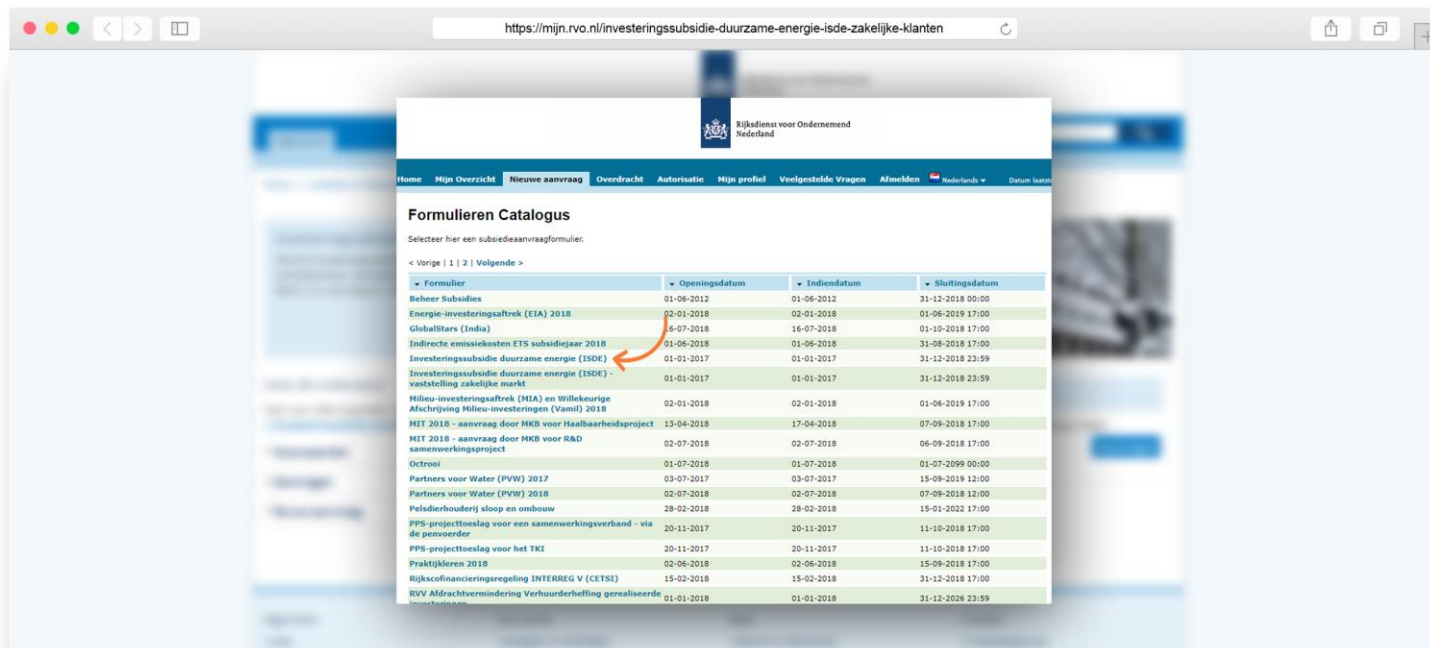 https://mijn.rvo.nl/investeringssubsidie-duurzame-energie-isde-zakelijke-klanten
Rijksdienst voor Ondernemend
Nederland
Home Mijn Overzicht Nieuwe aanvraag Overdracht Autorisatie Mijn profiel Veelgestelde Vragen Afmelden Nederlands Datum laatst
Formulieren Catalogus
Selecteer hier een subsiedieaanvraagformulier.
< Vorige | 1 | 2 | Volgende >
Formulier Openingsdatum Indiendatum Sluitingsdatum
Beheer Subsidies 01-06-2012 01-06-2012 31-12-2018 00:00
Energie-investeringsaftrek (EIA) 2018 02-01-2018 02-01-2018 01-06-2019 17:00
GlobalStars (India) 16-07-2018 16-07-2018 01-10-2018 17:00
Indirecte emissiekosten ETS subsidiejaar 2018 01-06-2018 01-06-2018 31-08-2018 17:00
Investeringssubsidie duurzame energie (ISDE) 01-01-2017 01-01-2017 31-12-2018 23:59
Investeringssubsidie duurzame energie (ISDE) -
vaststelling zakelijke markt 01-01-2017 01-01-2017 31-12-2018 23:59
Milieu-investeringsaftrek (MIA) en Willekeurige
Afschrijving Milieu-investeringen (Vamil) 2018 02-01-2018 02-01-2018 01-06-2019 17:00
MIT 2018 - aanvraag door MKB voor Haalbaarheidsproject 13-04-2018 17-04-2018 07-09-2018 17:00
MIT 2018 - aanvraag door MKB voor R&D
samenwerkingsproject 02-07-2018 02-07-2018 06-09-2018 17:00
Octrooi 01-07-2018 01-07-2018 01-07-2099 00:00
Partners voor Water (PVW) 2017 03-07-2017 03-07-2017 15-09-2019 12:00
Partners voor Water (PVW) 2018 02-07-2018 02-07-2018 07-09-2018 12:00
Pelsdierhouderij sloop en ombouw 28-02-2018 28-02-2018 15-01-2022 17:00
PPS-projecttoeslag voor een samenwerkingsverband - via
de penvoerder 20-11-2017 20-11-2017 11-10-2018 17:00
PPS-projecttoeslag voor het TKI 20-11-2017 20-11-2017 11-10-2018 17:00
Praktijkleren 2018 02-06-2018 02-06-2018 15-09-2018 17:00
Rijkscofinancieringsregeling INTERREG V (CETSI) 15-02-2018 15-02-2018 31-12-2018 17:00
RVV Afdrachtvermindering Verhuurderheffing gerealiseerde
investeringen 01-01-2018 01-01-2018 31-12-2026 23:59